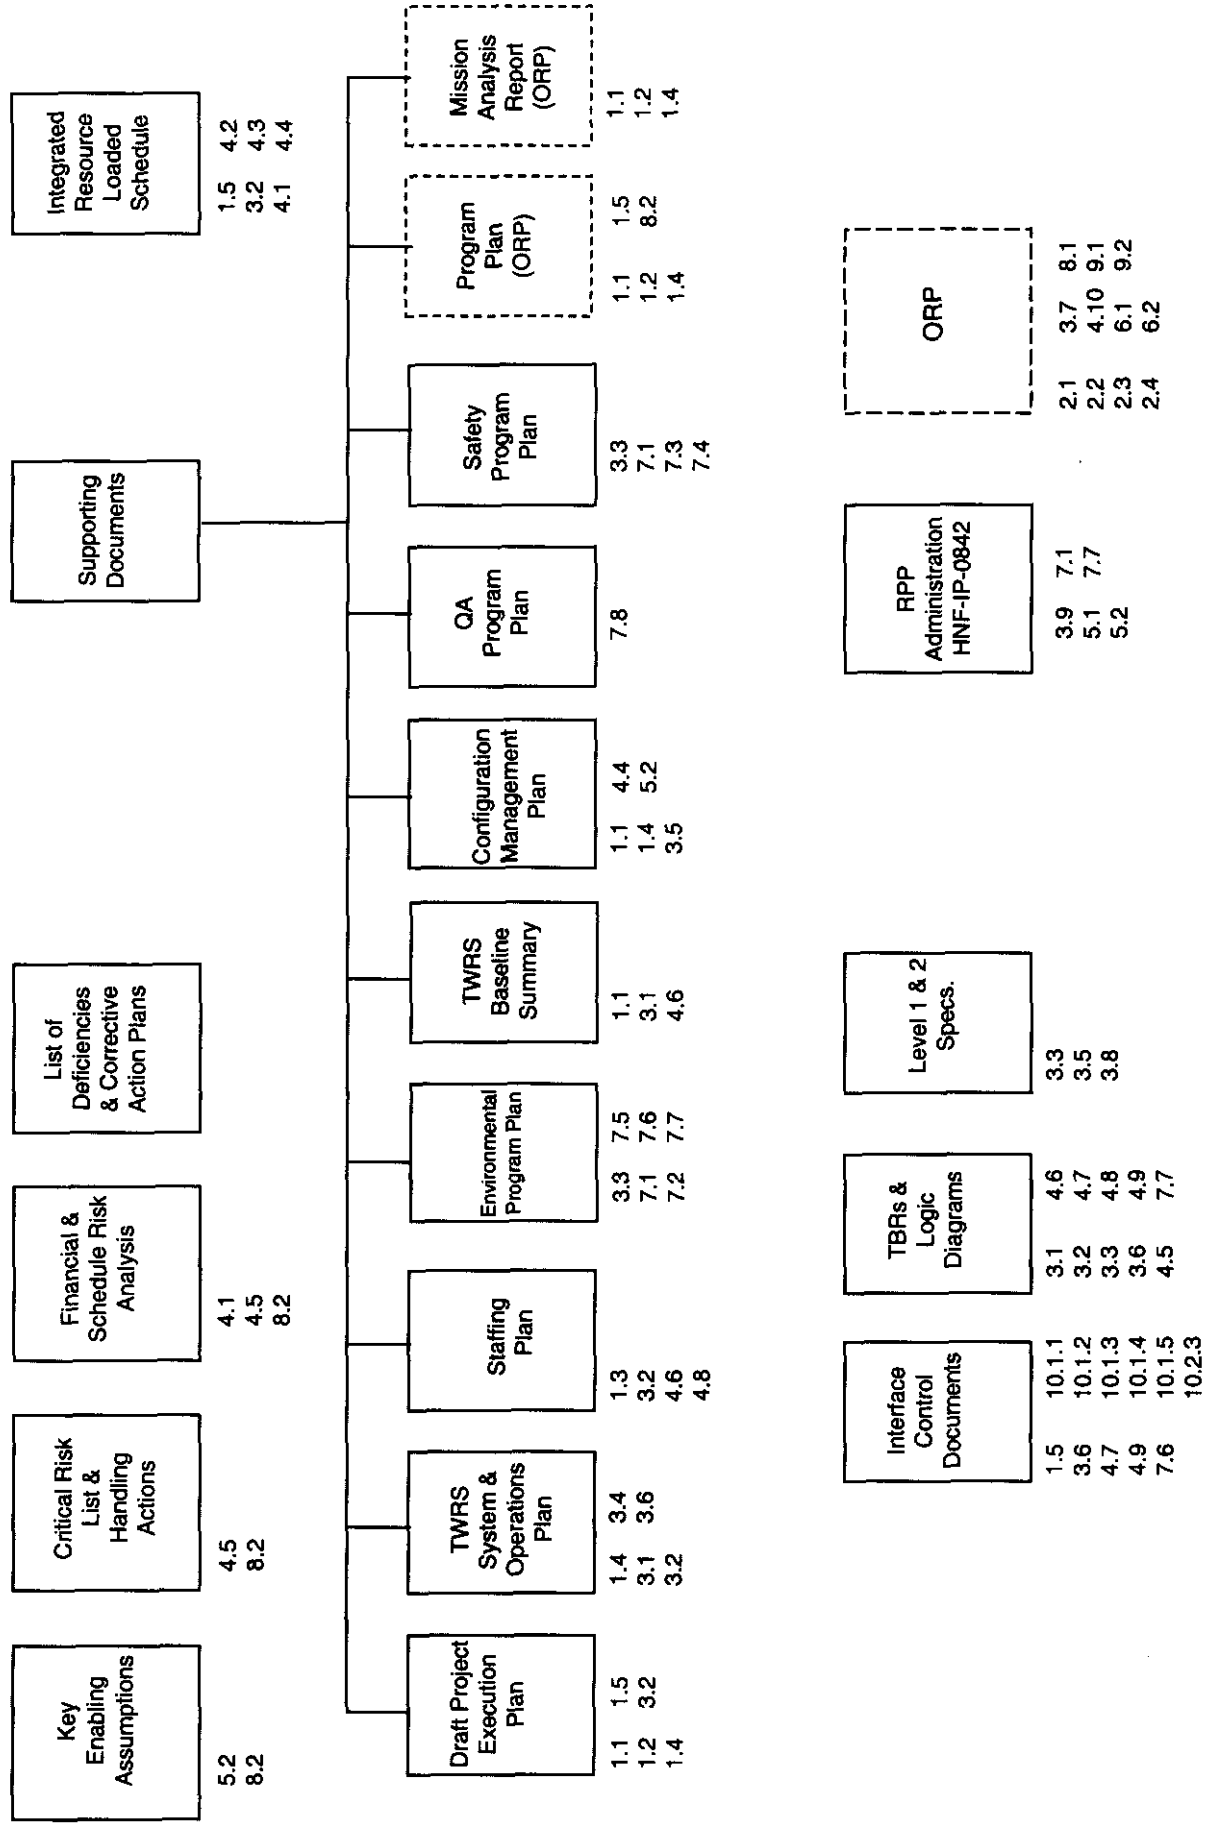 Key
Enabling
Assumptions
5.2
8.2
Critical Risk
List &
Handling
Actions
4.5
8.2
Financial &
Schedule Risk
Analysis
4.1
4.5
8.2
List of
Deficiencies
& Corrective
Action Plans
Supporting
Documents
Integrated
Resource
Loaded
Schedule
1.5 4.2
3.2 4.3
4.1 4.4
Draft Project
Execution
Plan
1.1 1.5
1.2 3.2
1.4
TWRS
System &
Operations
Plan
1.4 3.4
3.1 3.6
3.2
Staffing
Plan
1.3
3.2
4.6
4.8
Environmental
Program Plan
3.3 7.5
7.1 7.6
7.2 7.7
TWRS
Baseline
Summary
1.1
3.1
4.6
Configuration
Management
Plan
1.1 4.4
1.4 5.2
3.5
QA
Program
Plan
7.8
Safety
Program
Plan
3.3
7.1
7.3
7.4
Program
Plan
(ORP)
1.1 1.5
1.2 8.2
1.4
Mission
Analysis
Report
(ORP)
1.1
1.2
1.4
Interface
Control
Documents
1.5 10.1.1
3.6 10.1.2
4.7 10.1.3
4.9 10.1.4
7.6 10.1.5
10.2.3
TBRs &
Logic
Diagrams
3.1 4.6
3.2 4.7
3.3 4.8
3.6 4.9
4.5 7.7
Level 1 & 2
Specs.
3.3
3.5
3.8
RPP
Administration
HNF-IP-0842
3.9 7.1
5.1 7.7
5.2
ORP
2.1 3.7 8.1
2.2 4.10 9.1
2.3 6.1 9.2
2.4 6.2